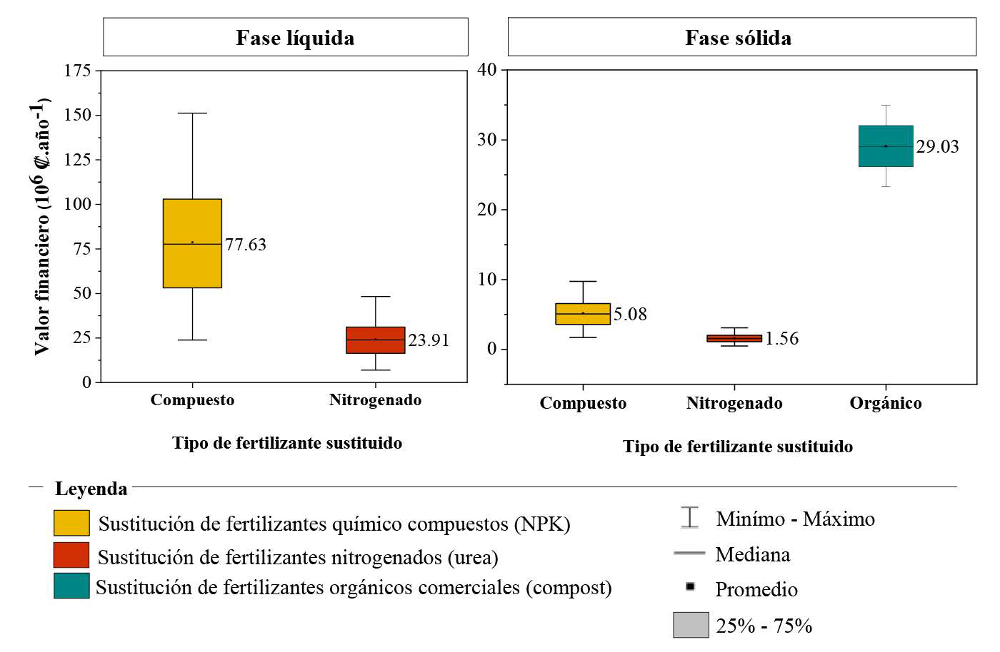 Fase líquida
Fase sólida
Valor financiero (10⁶ ₡.año⁻¹)
175
150
125
100
75
50
25
0
77.63
23.91
Compuesto
Nitrogenado
Tipo de fertilizante sustituido
40
30
20
10
0
5.08
1.56
29.03
Compuesto
Nitrogenado
Orgánico
Tipo de fertilizante sustituido
Leyenda
Sustitución de fertilizantes químico compuestos (NPK)
Sustitución de fertilizantes nitrogenados (urea)
Sustitución de fertilizantes orgánicos comerciales (compost)
Minímo - Máximo
Mediana
Promedio
25% - 75%